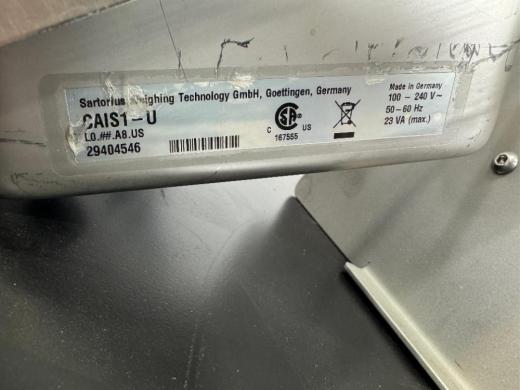 Sartorius Weighing Technology GmbH, Goettingen, Germany
CAIS1-U
L0.##.A8.US
29404546
C US
167555
Made in Germany
100 – 240 V~
50–60 Hz
23 VA (max.)